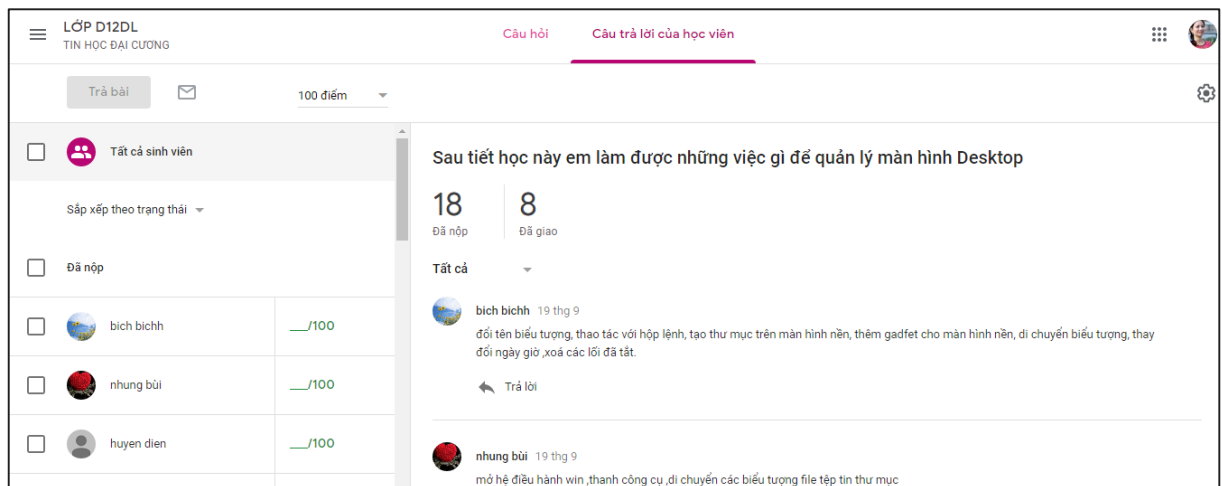 LỚP D12DL
TIN HỌC ĐẠI CƯƠNG
Câu hỏi
Câu trả lời của học viên
Trả bài
100 điểm
Tất cả sinh viên
Sắp xếp theo trạng thái
Đã nộp
bich bichh
___/100
nhung bùi
___/100
huyen dien
___/100
Sau tiết học này em làm được những việc gì để quản lý màn hình Desktop
18
8
Đã nộp
Đã giao
Tất cả
bich bichh 19 thg 9
đổi tên biểu tượng, thao tác với hộp lệnh, tạo thư mục trên màn hình nền, thêm gadfet cho màn hình nền, di chuyển biểu tượng, thay
đổi ngày giờ ,xoá các lối đã tắt.
Trả lời
nhung bùi 19 thg 9
mở hệ điều hành win ,thanh công cụ ,di chuyển các biểu tượng file tệp tin thư mục